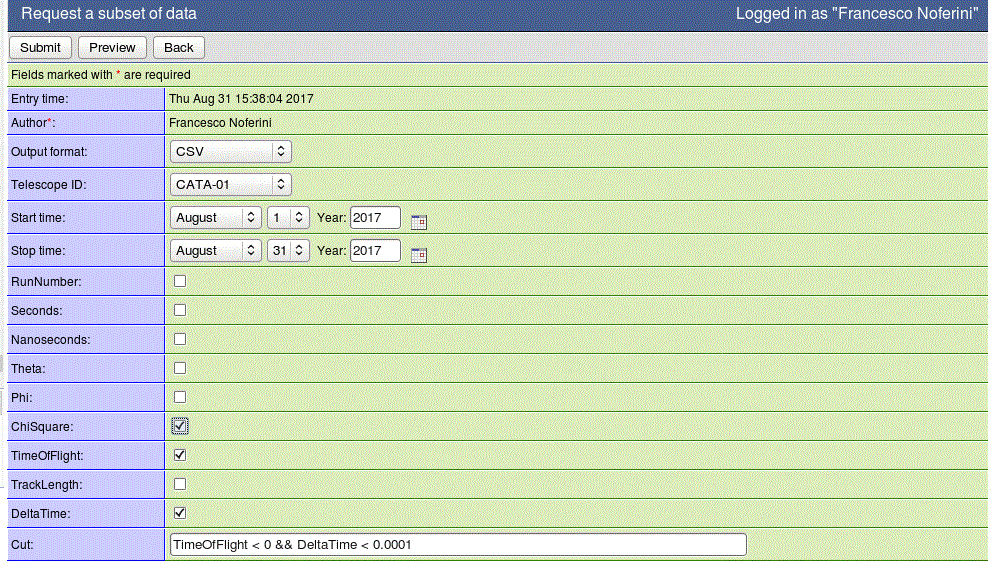 Request a subset of data Logged in as "Francesco Noferini"
Submit Preview Back
Fields marked with * are required
Entry time: Thu Aug 31 15:38:04 2017
Author*: Francesco Noferini
Output format: CSV
Telescope ID: CATA-01
Start time: August 1 Year: 2017
Stop time: August 31 Year: 2017
RunNumber:
Seconds:
Nanoseconds:
Theta:
Phi:
ChiSquare:
TimeOfFlight:
TrackLength:
DeltaTime:
Cut: TimeOfFlight < 0 && DeltaTime < 0.0001